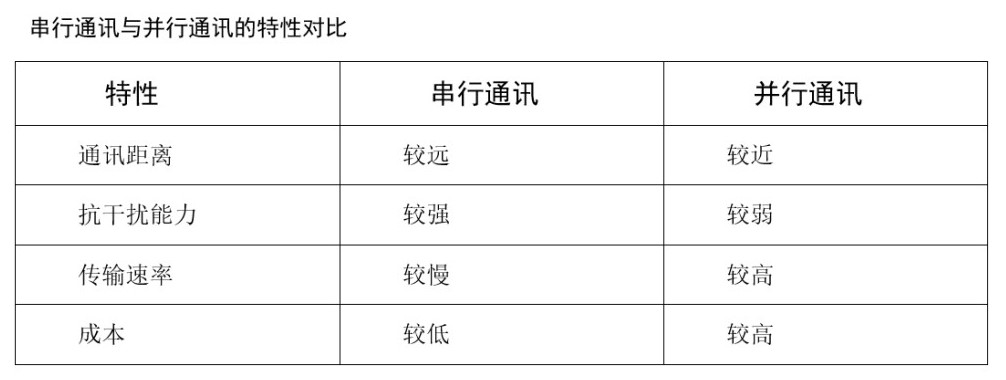 串行通讯与并行通讯的特性对比
特性 串行通讯 并行通讯
通讯距离 较远 较近
抗干扰能力 较强 较弱
传输速率 较慢 较高
成本 较低 较高